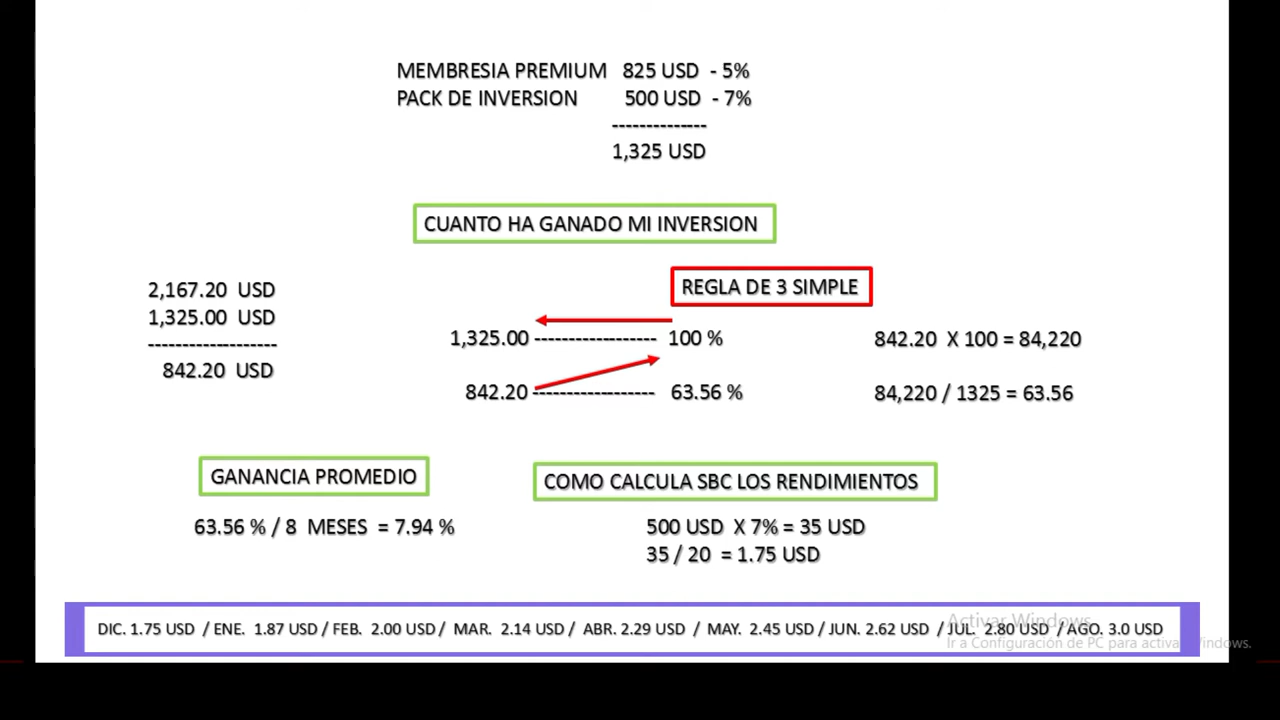 MEMBRESIA PREMIUM 825 USD - 5%
PACK DE INVERSION 500 USD - 7%
--------------
1,325 USD
CUANTO HA GANADO MI INVERSION
2,167.20 USD
1,325.00 USD
-------------------
842.20 USD
REGLA DE 3 SIMPLE
1,325.00 ------------------ 100 %
842.20 ------------------ 63.56 %
842.20 X 100 = 84,220
84,220 / 1325 = 63.56
GANANCIA PROMEDIO
63.56 % / 8 MESES = 7.94 %
COMO CALCULA SBC LOS RENDIMIENTOS
500 USD X 7% = 35 USD
35 / 20 = 1.75 USD
DIC. 1.75 USD / ENE. 1.87 USD / FEB. 2.00 USD / MAR. 2.14 USD / ABR. 2.29 USD / MAY. 2.45 USD / JUN. 2.62 USD / JUL. 2.80 USD / AGO. 3.0 USD
Activar Windows
Ir a Configuración de PC para activar Windows.